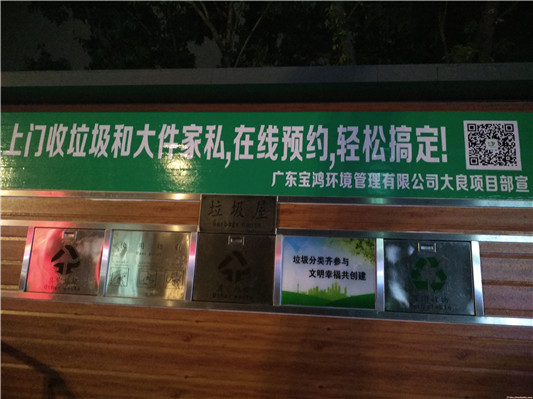 上门收垃圾和大件家私,在线预约,轻松搞定!
广东宝鸿环境管理有限公司大良项目部宣
垃圾屋
Garbage house
垃圾分类齐参与
文明幸福共创建